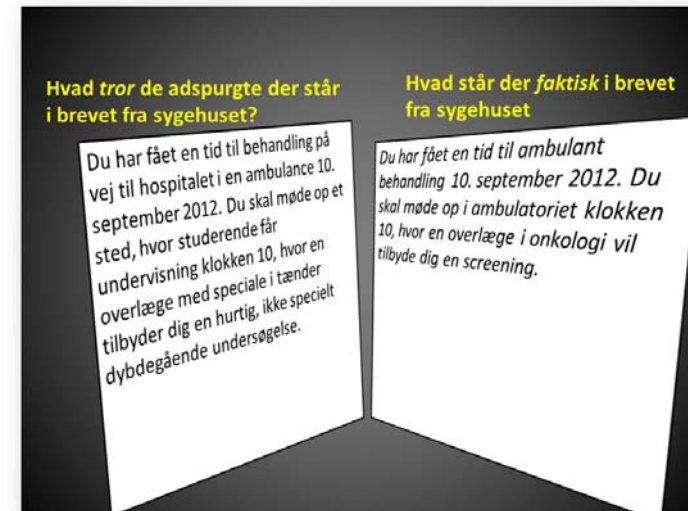 Hvad tror de adspurgte der står
i brevet fra sygehuset?
Du har fået en tid til behandling på
vej til hospitalet i en ambulance 10.
september 2012. Du skal møde op et
sted, hvor studerende får
undervisning klokken 10, hvor en
overlæge med speciale i tænder
tilbyder dig en hurtig, ikke specielt
dybdegående undersøgelse.
Hvad står der faktisk i brevet
fra sygehuset
Du har fået en tid til ambulant
behandling 10. september 2012. Du
skal møde op i ambulatoriet klokken
10, hvor en overlæge i onkologi vil
tilbyde dig en screening.